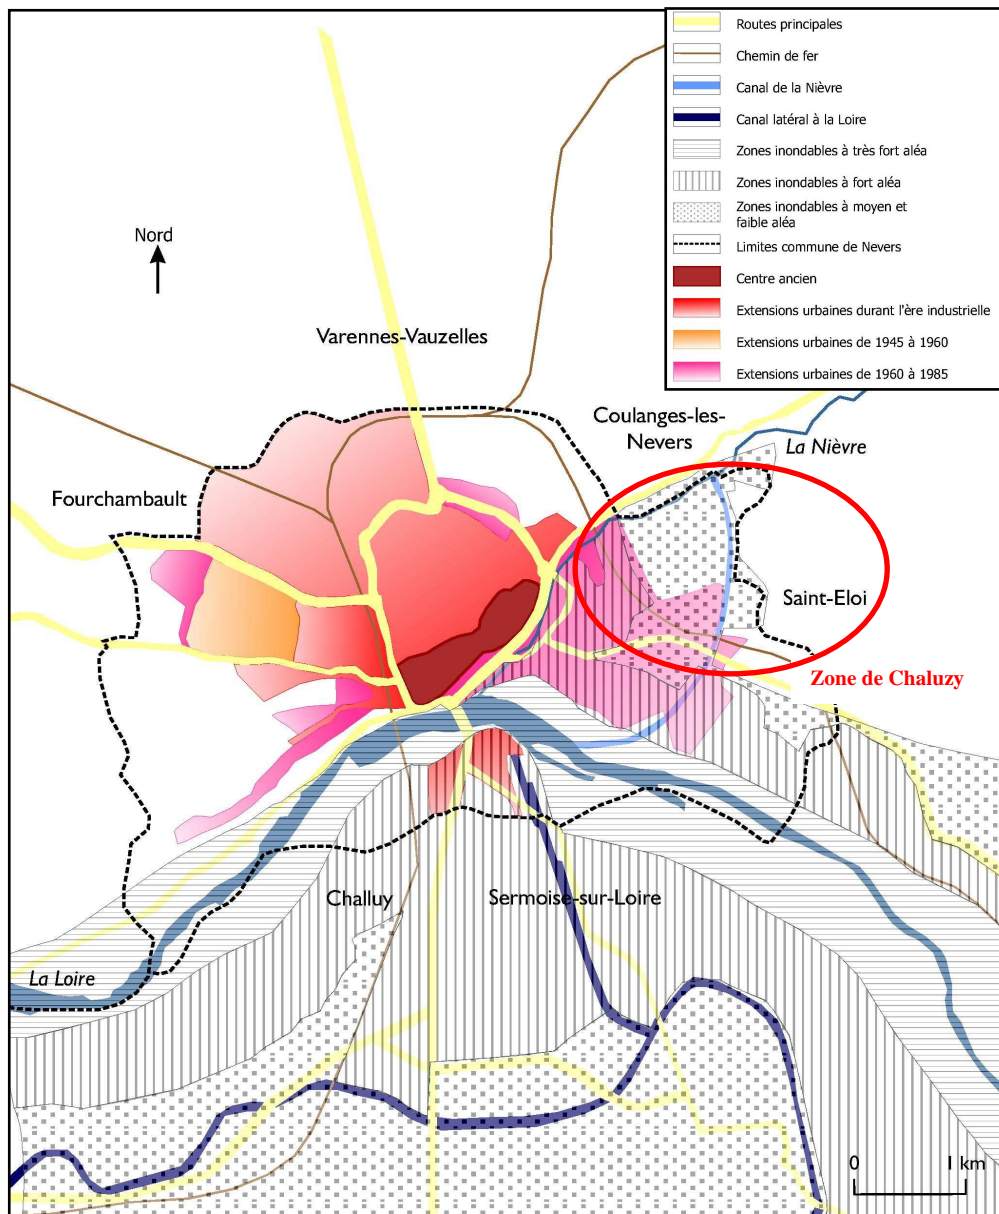 Routes principales
Chemin de fer
Canal de la Nièvre
Canal latéral à la Loire
Zones inondables à très fort aléa
Zones inondables à fort aléa
Zones inondables à moyen et
faible aléa
Limites commune de Nevers
Centre ancien
Extensions urbaines durant l'ère industrielle
Extensions urbaines de 1945 à 1960
Extensions urbaines de 1960 à 1985
Nord
Varennes-Vauzelles
Coulanges-les-
Nevers
La Nièvre
Fourchambault
Saint-Eloi
Zone de Chaluzy
Challuy
Sermoise-sur-Loire
La Loire
0
1 km